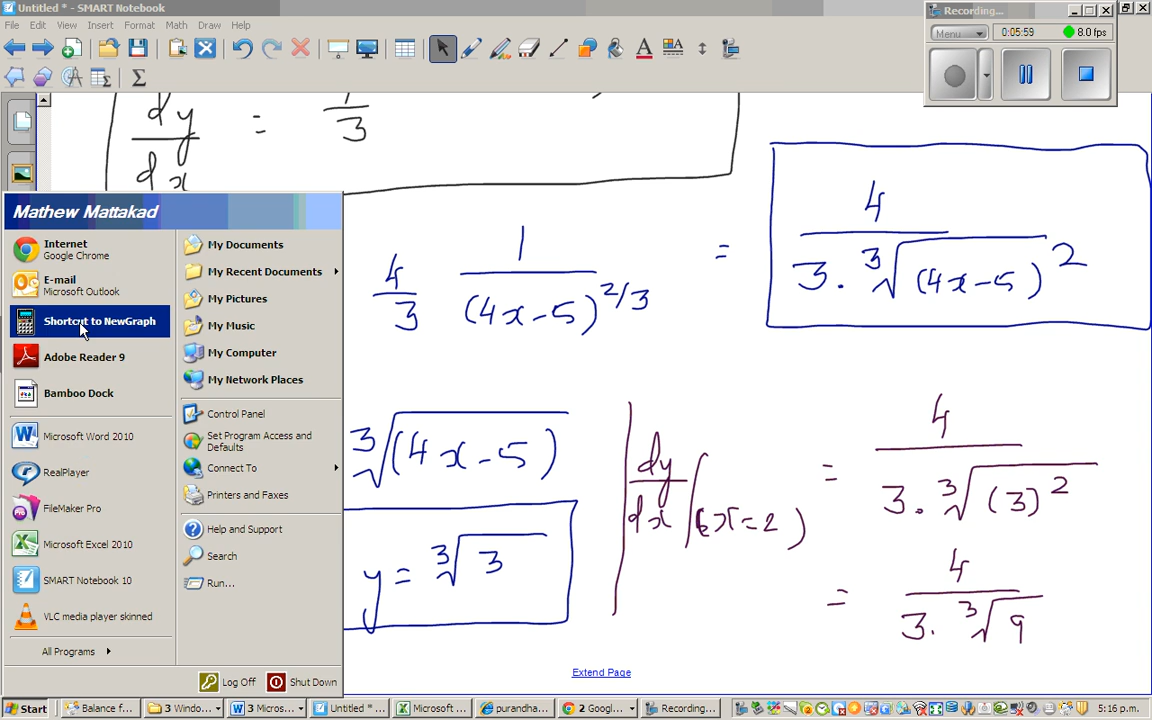 Untitled * - SMART Notebook
File Edit View Insert Format Math Draw Help
Recording...
Menu 0:05:59 8.0 fps
dy/dx = 1/3
4/3 1/(4x-5)^2/3 = 4/3.∛(4x-5)^2
∛(4x-5)
y = ∛3
dy/dx (x=2) = 4/3.∛(3)^2
= 4/3.∛9
Extend Page
Mathew Mattakad
Internet
Google Chrome
E-mail
Microsoft Outlook
Shortcut to NewGraph
Adobe Reader 9
Bamboo Dock
Microsoft Word 2010
RealPlayer
FileMaker Pro
Microsoft Excel 2010
SMART Notebook 10
VLC media player skinned
All Programs
My Documents
My Recent Documents
My Pictures
My Music
My Computer
My Network Places
Control Panel
Set Program Access and
Defaults
Connect To
Printers and Faxes
Help and Support
Search
Run...
Log Off Shut Down
Start Balance f... 3 Windo... 3 Micros... Untitled * ... Microsoft ... purandha... 2 Googl... Recording... 5:16 p.m.